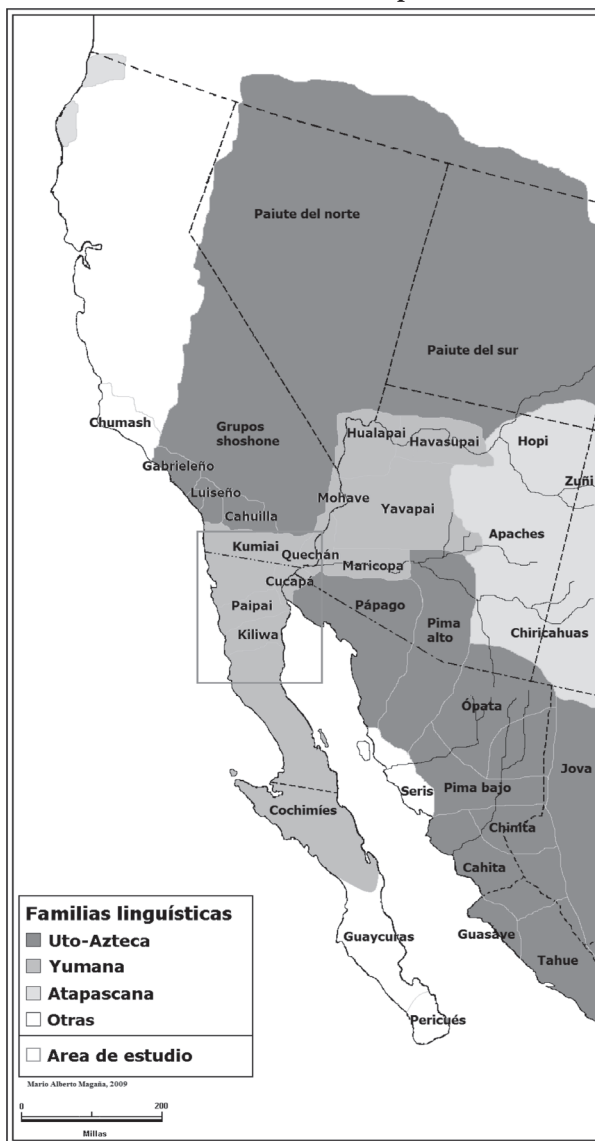 Paiute del norte
Paiute del sur
Chumash
Grupos
shoshone
Hualapai
Havasupai
Hopi
Gabrieleño
Zuñi
Luiseño
Mohave
Yavapai
Cahuilla
Apaches
Kumiai
Quechán
Maricopa
Cucapá
Paipai
Pápago
Pima
alto
Kiliwa
Chiricahuas
Ópata
Jova
Seris
Pima bajo
Cochimíes
Chinita
Cahita
Guasave
Guaycuras
Tahue
Pericués
Familias linguísticas
Uto-Azteca
Yumana
Atapascana
Otras
Area de estudio
Mario Alberto Magaña, 2009
0 200
Millas